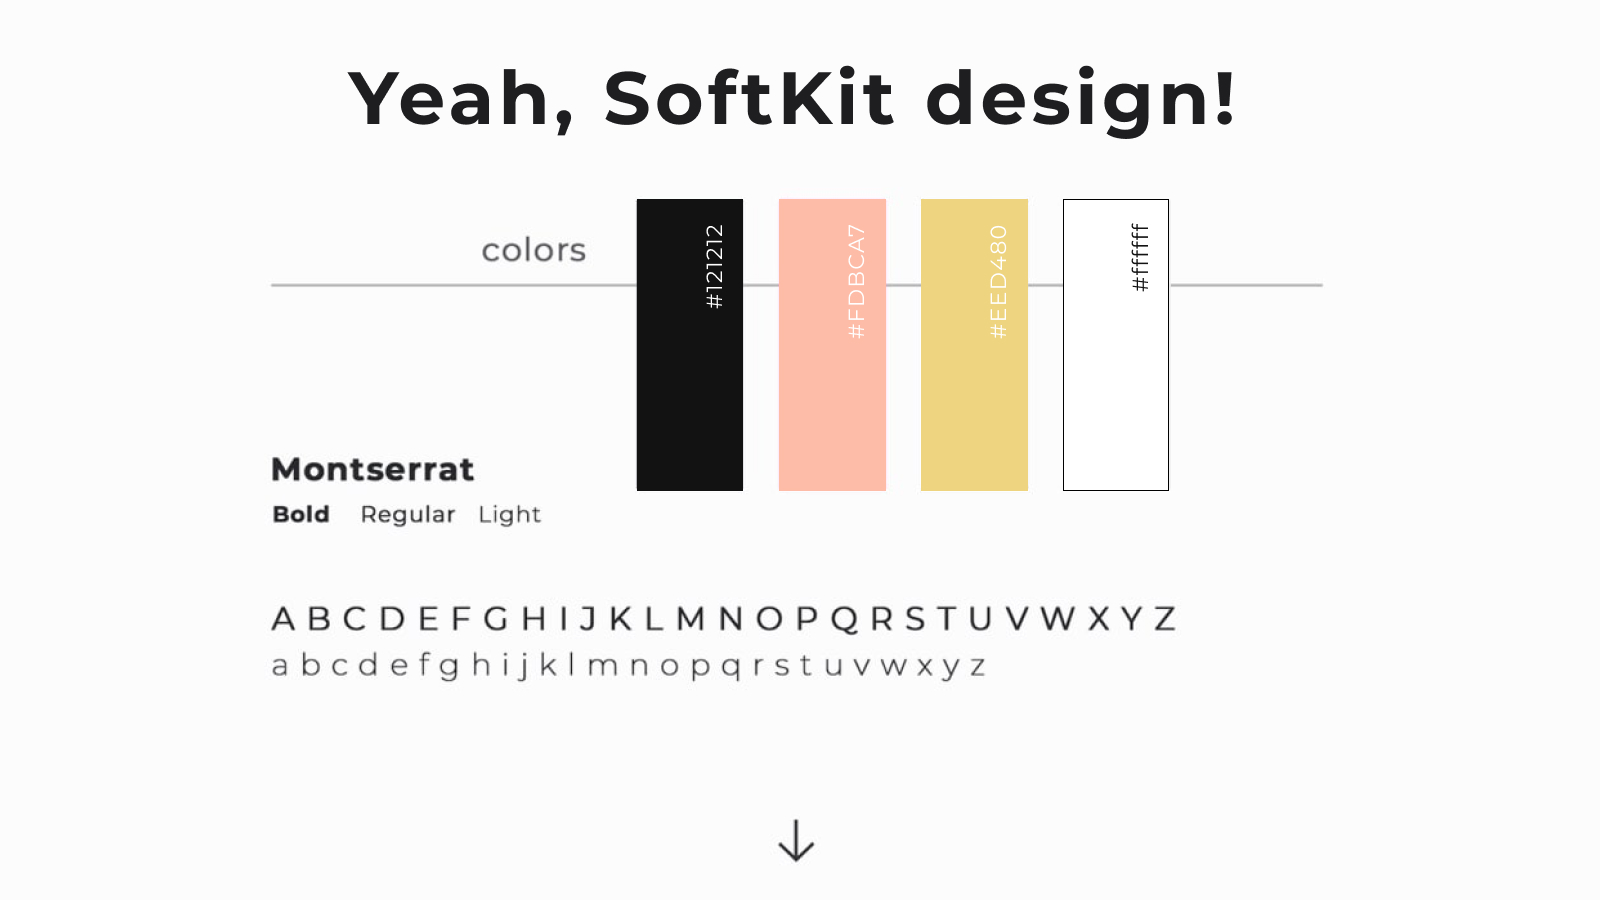 Yeah, SoftKit design!
colors
#121212
#FDBCA7
#EED480
#ffffff
Montserrat
Bold Regular Light
A B C D E F G H I J K L M N O P Q R S T U V W X Y Z
a b c d e f g h i j k l m n o p q r s t u v w x y z